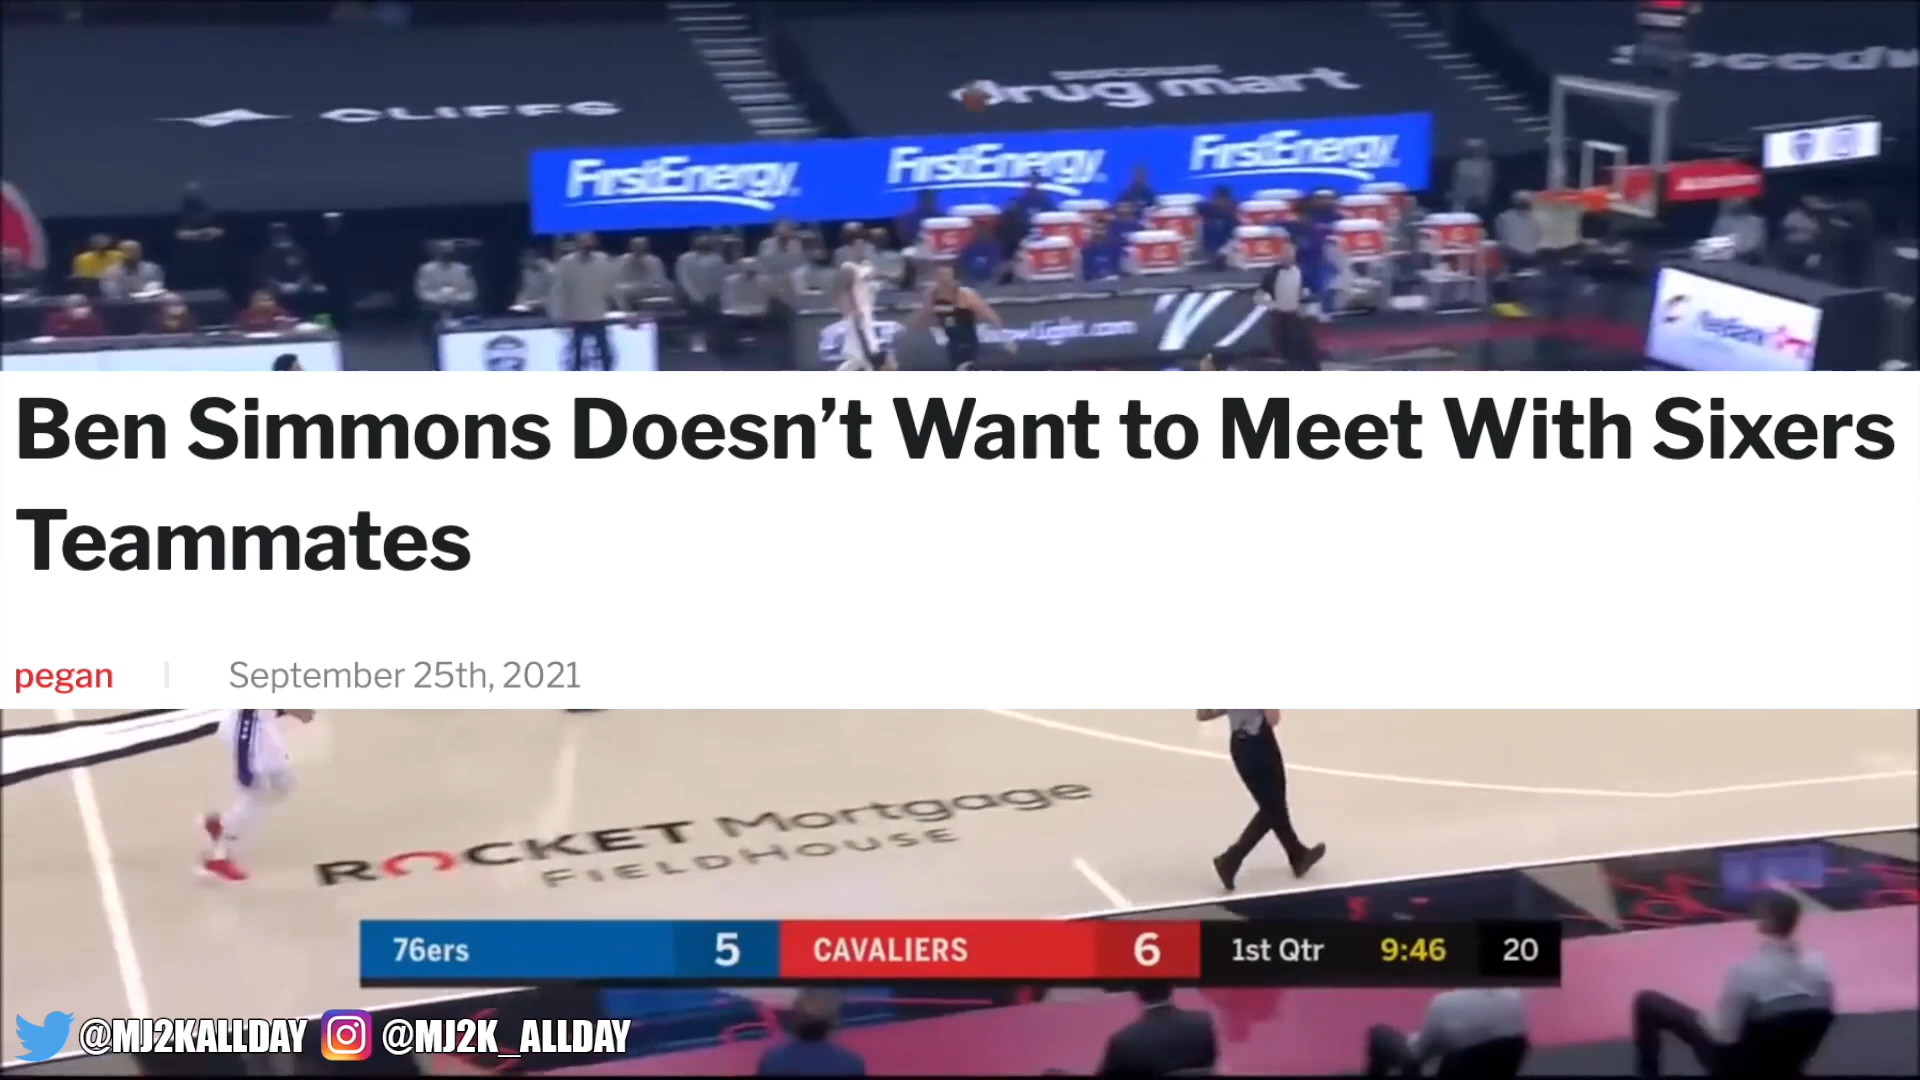 CLIFFS
drug mart
FirstEnergy
FirstEnergy
FirstEnergy
Ben Simmons Doesn’t Want to Meet With Sixers
Teammates
pegan
September 25th, 2021
ROCKET Mortgage
FIELDHOUSE
76ers 5 CAVALIERS 6 1st Qtr 9:46 20
@MJ2KALLDAY @MJ2K_ALLDAY